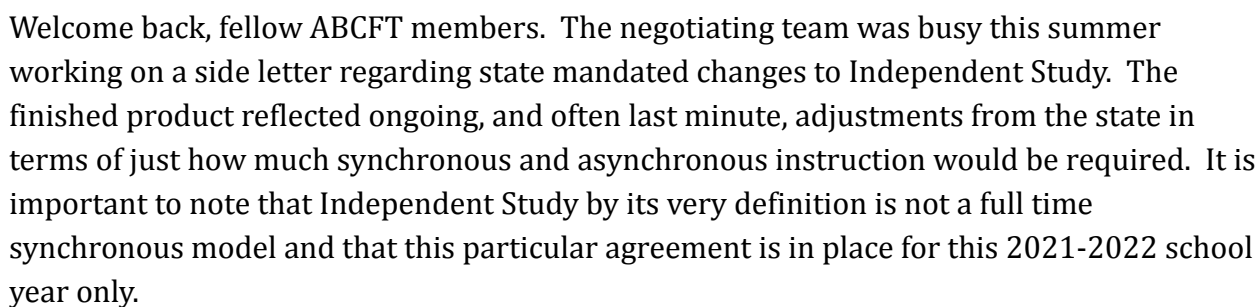 Welcome back, fellow ABCFT members.  The negotiating team was busy this summer
working on a side letter regarding state mandated changes to Independent Study.  The
finished product reflected ongoing, and often last minute, adjustments from the state in
terms of just how much synchronous and asynchronous instruction would be required.  It is
important to note that Independent Study by its very definition is not a full time
synchronous model and that this particular agreement is in place for this 2021-2022 school
year only.